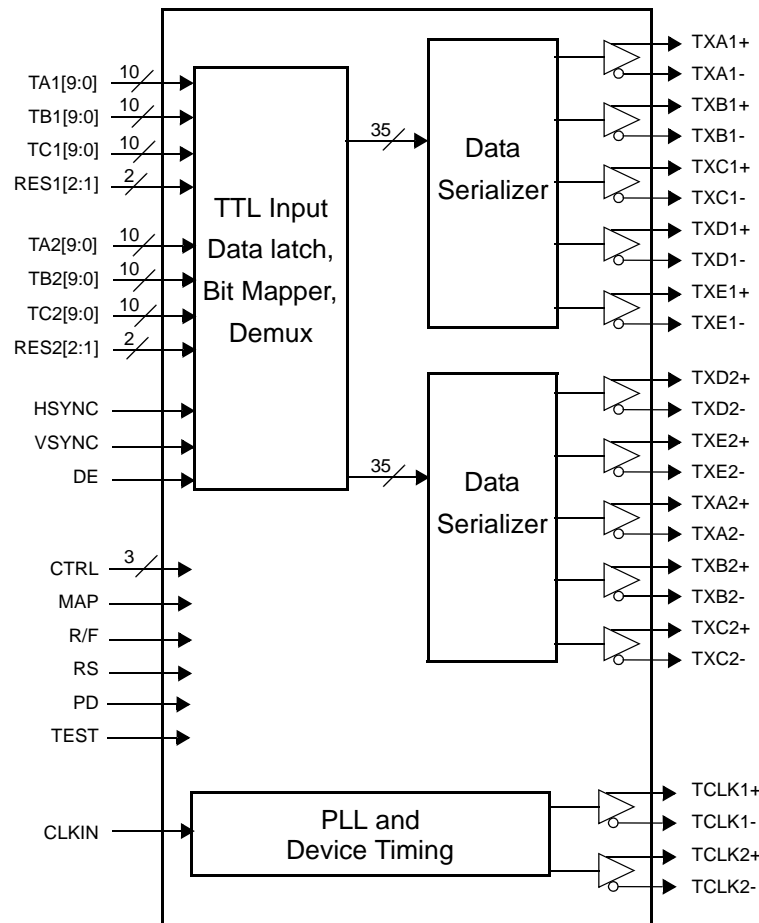 TA1[9:0]
10
TB1[9:0]
10
TC1[9:0]
10
RES1[2:1]
2
TA2[9:0]
10
TB2[9:0]
10
TC2[9:0]
10
RES2[2:1]
2
HSYNC
VSYNC
DE
CTRL
3
MAP
R/F
RS
PD
TEST
CLKIN
TTL Input
Data latch,
Bit Mapper,
Demux
35
35
Data
Serializer
Data
Serializer
PLL and
Device Timing
TXA1+
TXA1-
TXB1+
TXB1-
TXC1+
TXC1-
TXD1+
TXD1-
TXE1+
TXE1-
TXD2+
TXD2-
TXE2+
TXE2-
TXA2+
TXA2-
TXB2+
TXB2-
TXC2+
TXC2-
TCLK1+
TCLK1-
TCLK2+
TCLK2-